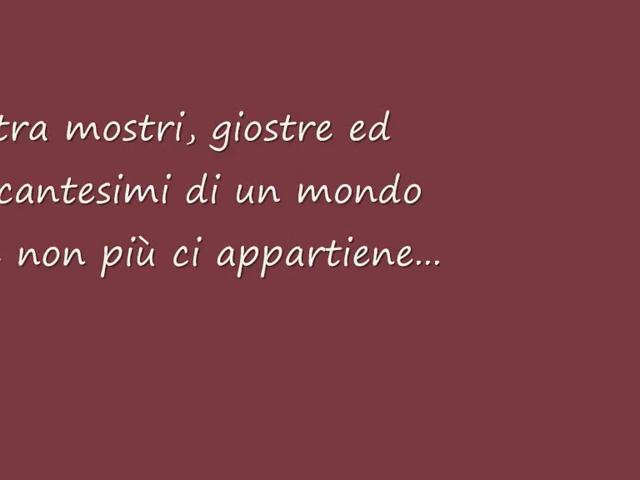 tra mostri, giostre ed
cantesimi di un mondo
non più ci appartiene...